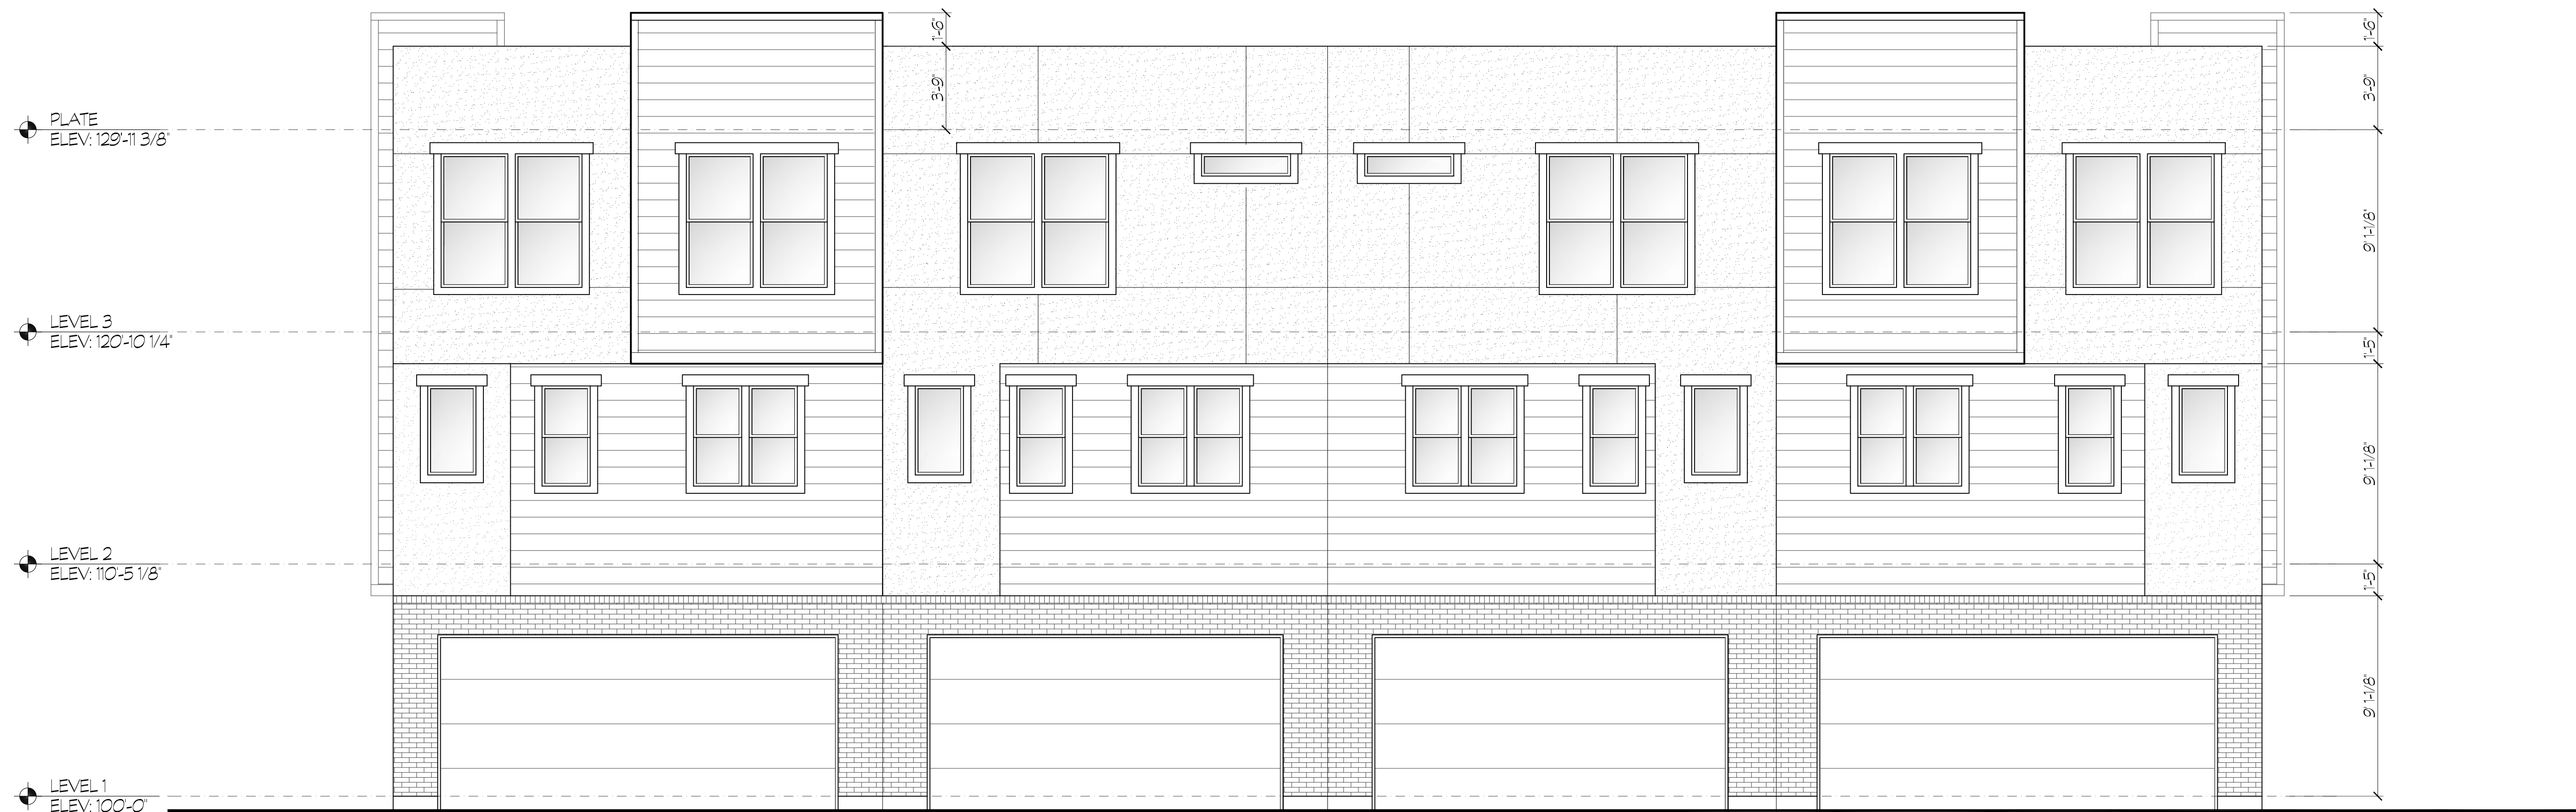 1'-6"
3'-9"
1'-6"
3'-9"
PLATE
ELEV: 129'-11 3/8"
9' 1-1/8"
LEVEL 3
ELEV: 120'-10 1/4"
1'-5"
9' 1-1/8"
LEVEL 2
ELEV: 110'-5 1/8"
1'-5"
9' 1-1/8"
LEVEL 1
ELEV: 100'-0"